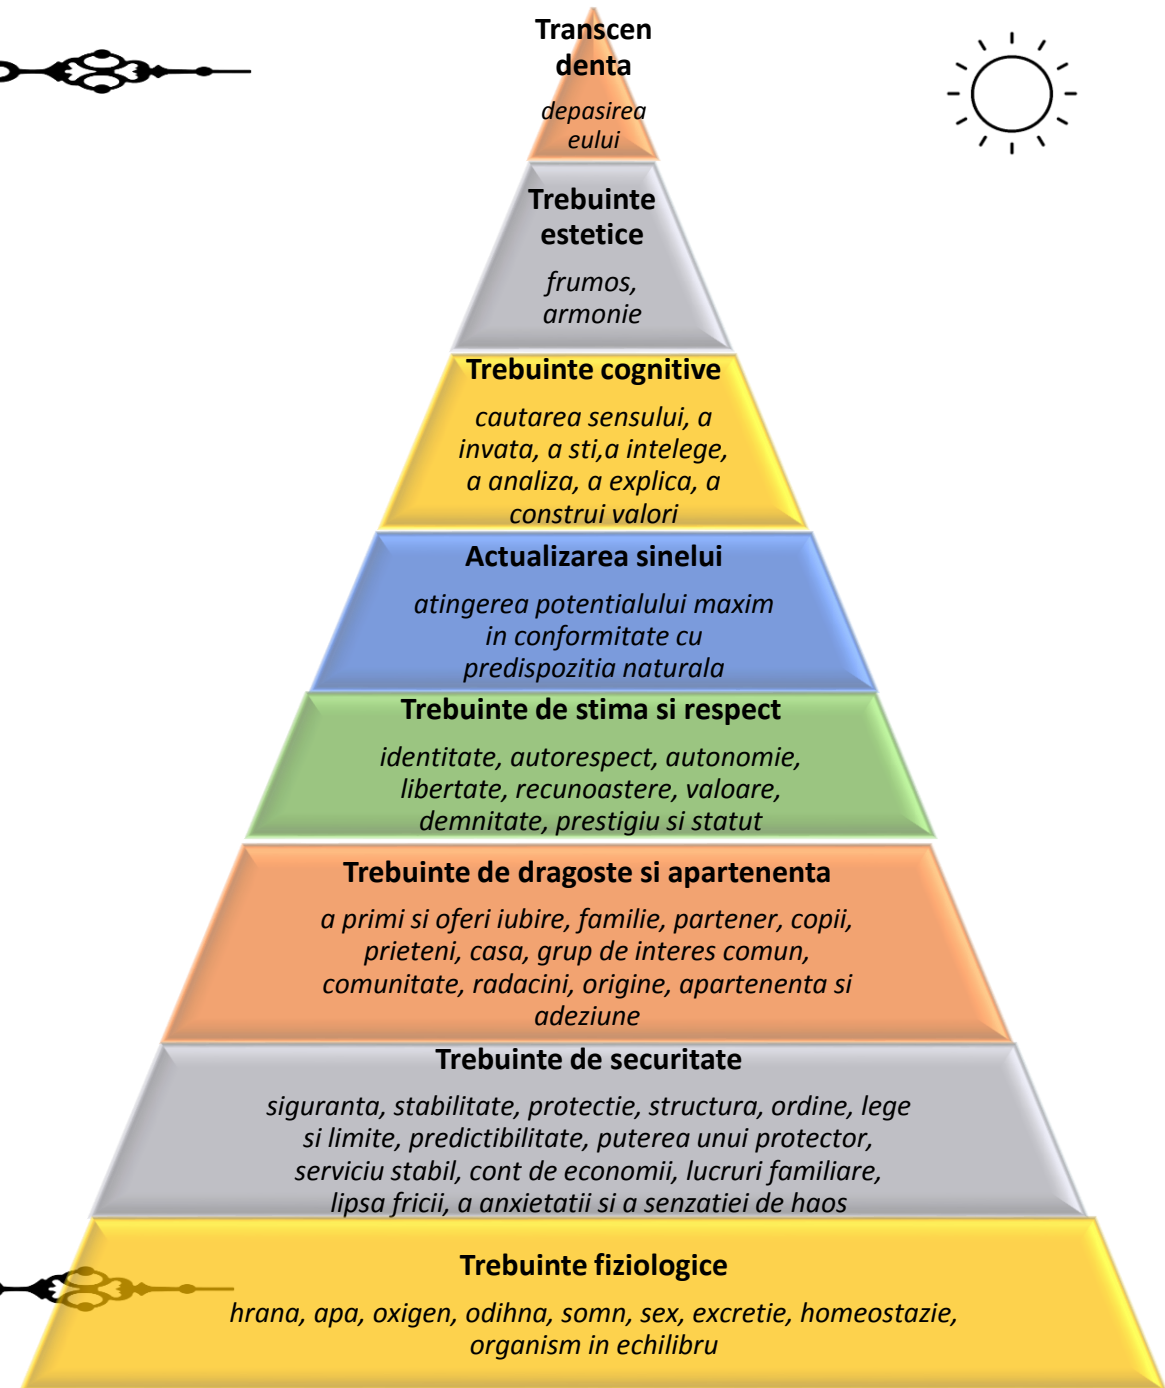 Transcen
denta
depasirea
eului
Trebuinte
estetice
frumos,
armonie
Trebuinte cognitive
cautarea sensului, a
invata, a sti,a intelege,
a analiza, a explica, a
construi valori
Actualizarea sinelui
atingerea potentialului maxim
in conformitate cu
predispozitia naturala
Trebuinte de stima si respect
identitate, autorespect, autonomie,
libertate, recunoastere, valoare,
demnitate, prestigiu si statut
Trebuinte de dragoste si apartenenta
a primi si oferi iubire, familie, partener, copii,
prieteni, casa, grup de interes comun,
comunitate, radacini, origine, apartenenta si
adeziune
Trebuinte de securitate
siguranta, stabilitate, protectie, structura, ordine, lege
si limite, predictibilitate, puterea unui protector,
serviciu stabil, cont de economii, lucruri familiare,
lipsa fricii, a anxietatii si a senzatiei de haos
Trebuinte fiziologice
hrana, apa, oxigen, odihna, somn, sex, excretie, homeostazie,
organism in echilibru